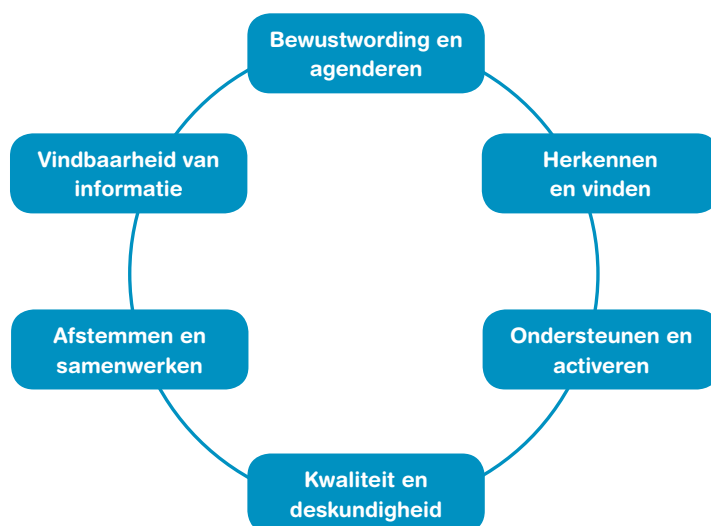 Bewustwording en
agenderen
Vindbaarheid van
informatie
Herkennen
en vinden
Afstemmen en
samenwerken
Ondersteunen en
activeren
Kwaliteit en
deskundigheid